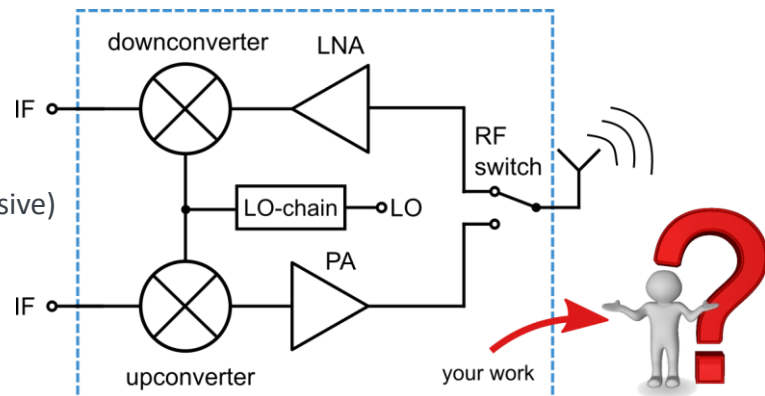 downconverter
LNA
IF
RF
switch
sive)
LO-chain
LO
PA
IF
your work
upconverter